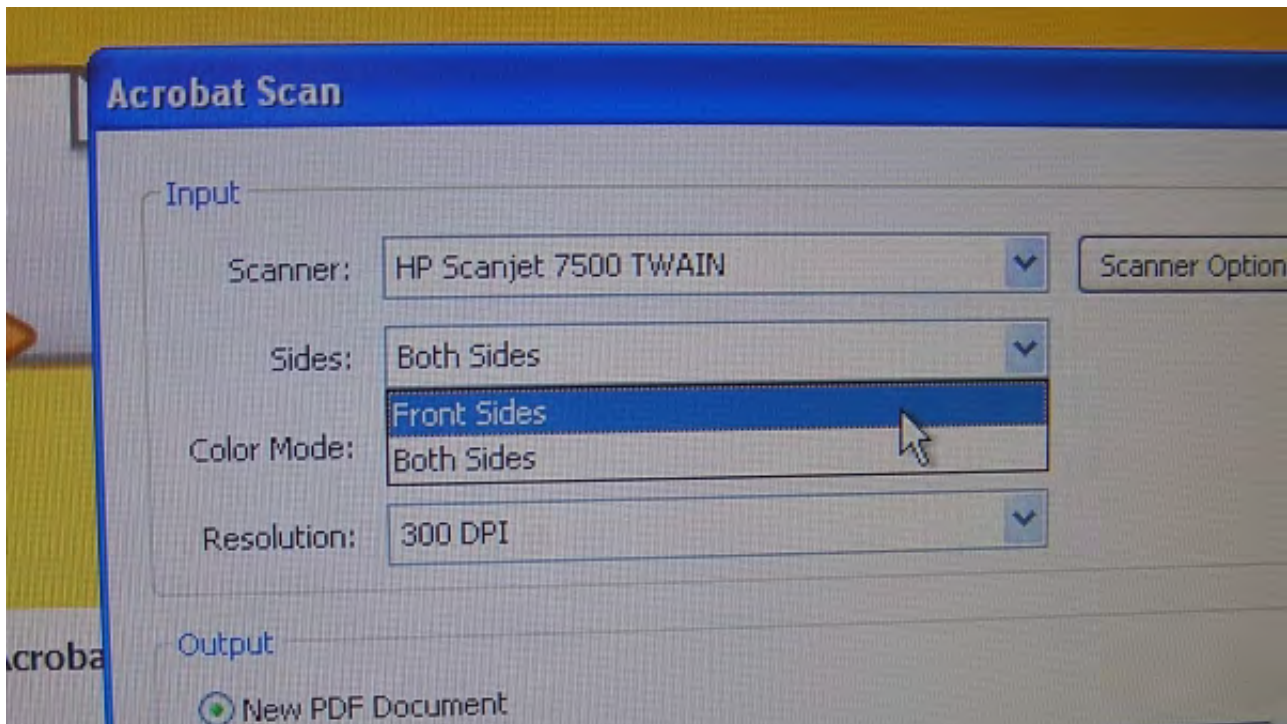 Acrobat Scan
Input
Scanner: HP Scanjet 7500 TWAIN Scanner Option
Sides: Both Sides
Front Sides
Color Mode: Both Sides
Resolution: 300 DPI
Output
New PDF Document